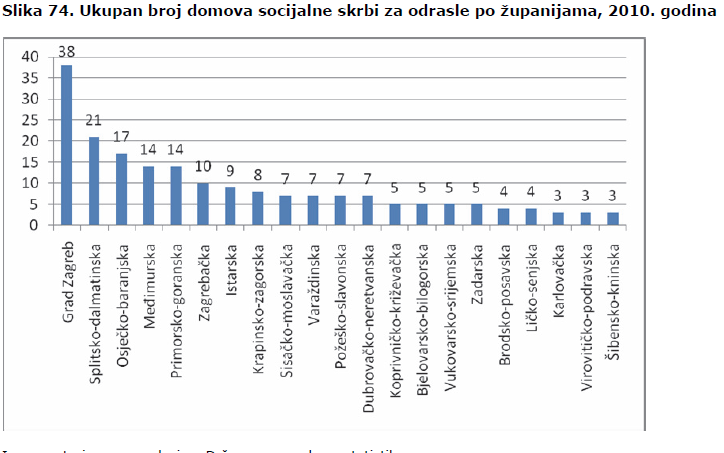 Slika 74. Ukupan broj domova socijalne skrbi za odrasle po županijama, 2010. godina
40
35
30
25
20
15
10
5
0
38
21
17
14
14
10
9
8
7
7
7
7
5
5
5
5
4
4
3
3
3
Grad Zagreb
Splitsko-dalmatinska
Osječko-baranjska
Međimurska
Primorsko-goranska
Zagrebačka
Istarska
Krapinsko-zagorska
Sisačko-moslavačka
Varaždinska
Požeško-slavonska
Dubrovačko-neretvanska
Koprivničko-križevačka
Bjelovarsko-bilogorska
Vukovarsko-srijemska
Zadarska
Brodsko-posavska
Ličko-senjska
Karlovačka
Virovitičko-podravska
Šibensko-kninska